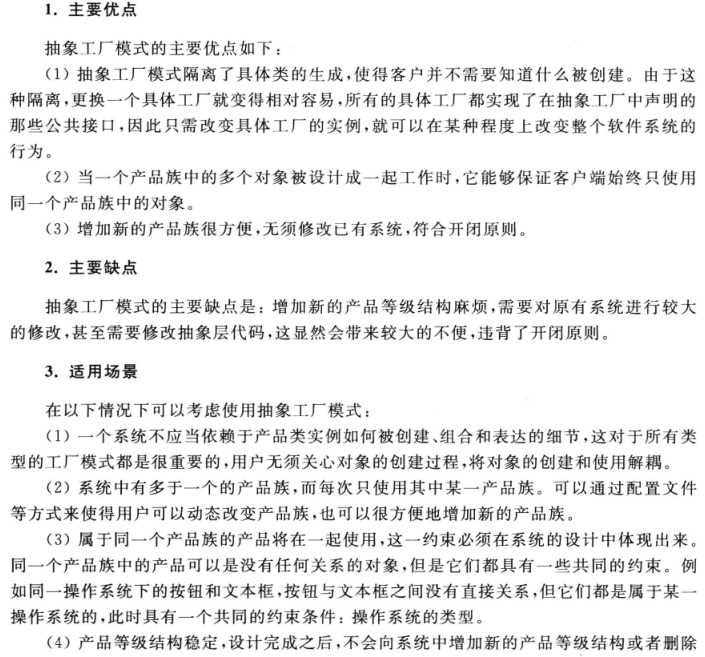 1. 主要优点
抽象工厂模式的主要优点如下：
（1）抽象工厂模式隔离了具体类的生成，使得客户并不需要知道什么被创建。由于这
种隔离，更换一个具体工厂就变得相对容易，所有的具体工厂都实现了在抽象工厂中声明的
那些公共接口，因此只需改变具体工厂的实例，就可以在某种程度上改变整个软件系统的
行为。
（2）当一个产品族中的多个对象被设计成一起工作时，它能够保证客户端始终只使用
同一个产品族中的对象。
（3）增加新的产品族很方便，无须修改已有系统，符合开闭原则。
2. 主要缺点
抽象工厂模式的主要缺点是：增加新的产品等级结构麻烦，需要对原有系统进行较大
的修改，甚至需要修改抽象层代码，这显然会带来较大的不便，违背了开闭原则。
3. 适用场景
在以下情况下可以考虑使用抽象工厂模式：
（1）一个系统不应当依赖于产品类实例如何被创建、组合和表达的细节，这对于所有类
型的工厂模式都是很重要的，用户无须关心对象的创建过程，将对象的创建和使用解耦。
（2）系统中有多于一个的产品族，而每次只使用其中某一产品族。可以通过配置文件
等方式来使得用户可以动态改变产品族，也可以很方便地增加新的产品族。
（3）属于同一个产品族的产品将在一起使用，这一约束必须在系统的设计中体现出来。
同一个产品族中的产品可以是没有任何关系的对象，但是它们都具有一些共同的约束。例
如同一操作系统下的按钮和文本框，按钮与文本框之间没有直接关系，但它们都是属于某一
操作系统的，此时具有一个共同的约束条件：操作系统的类型。
（4）产品等级结构稳定，设计完成之后，不会向系统中增加新的产品等级结构或者删除